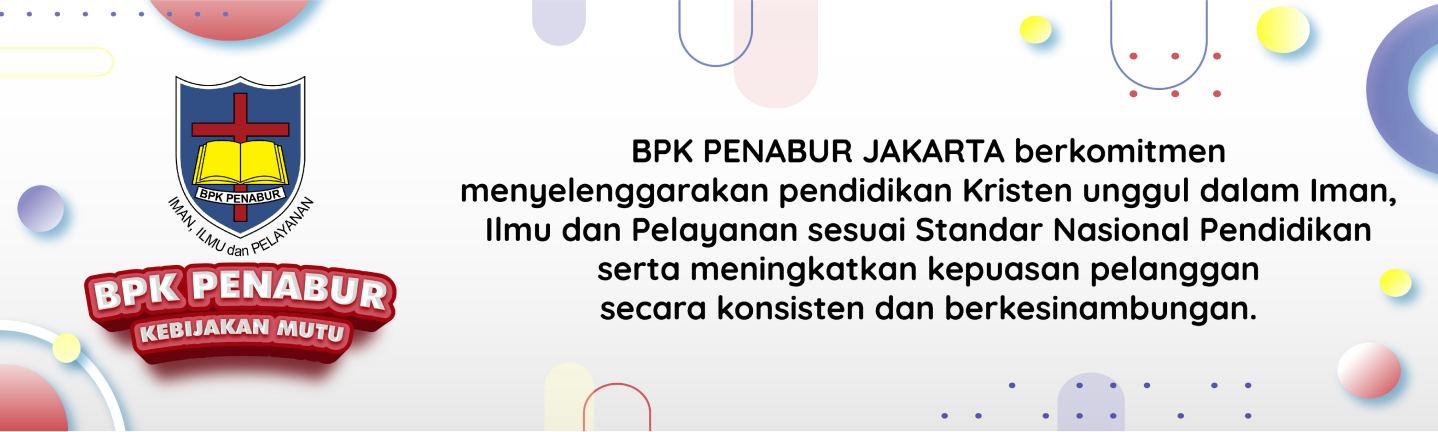 BPK PENABUR
IMAN, ILMU dan PELAYANAN
BPK PENABUR
KEBIJAKAN MUTU
BPK PENABUR JAKARTA berkomitmen
menyelenggarakan pendidikan Kristen unggul dalam Iman,
Ilmu dan Pelayanan sesuai Standar Nasional Pendidikan
serta meningkatkan kepuasan pelanggan
secara konsisten dan berkesinambungan.